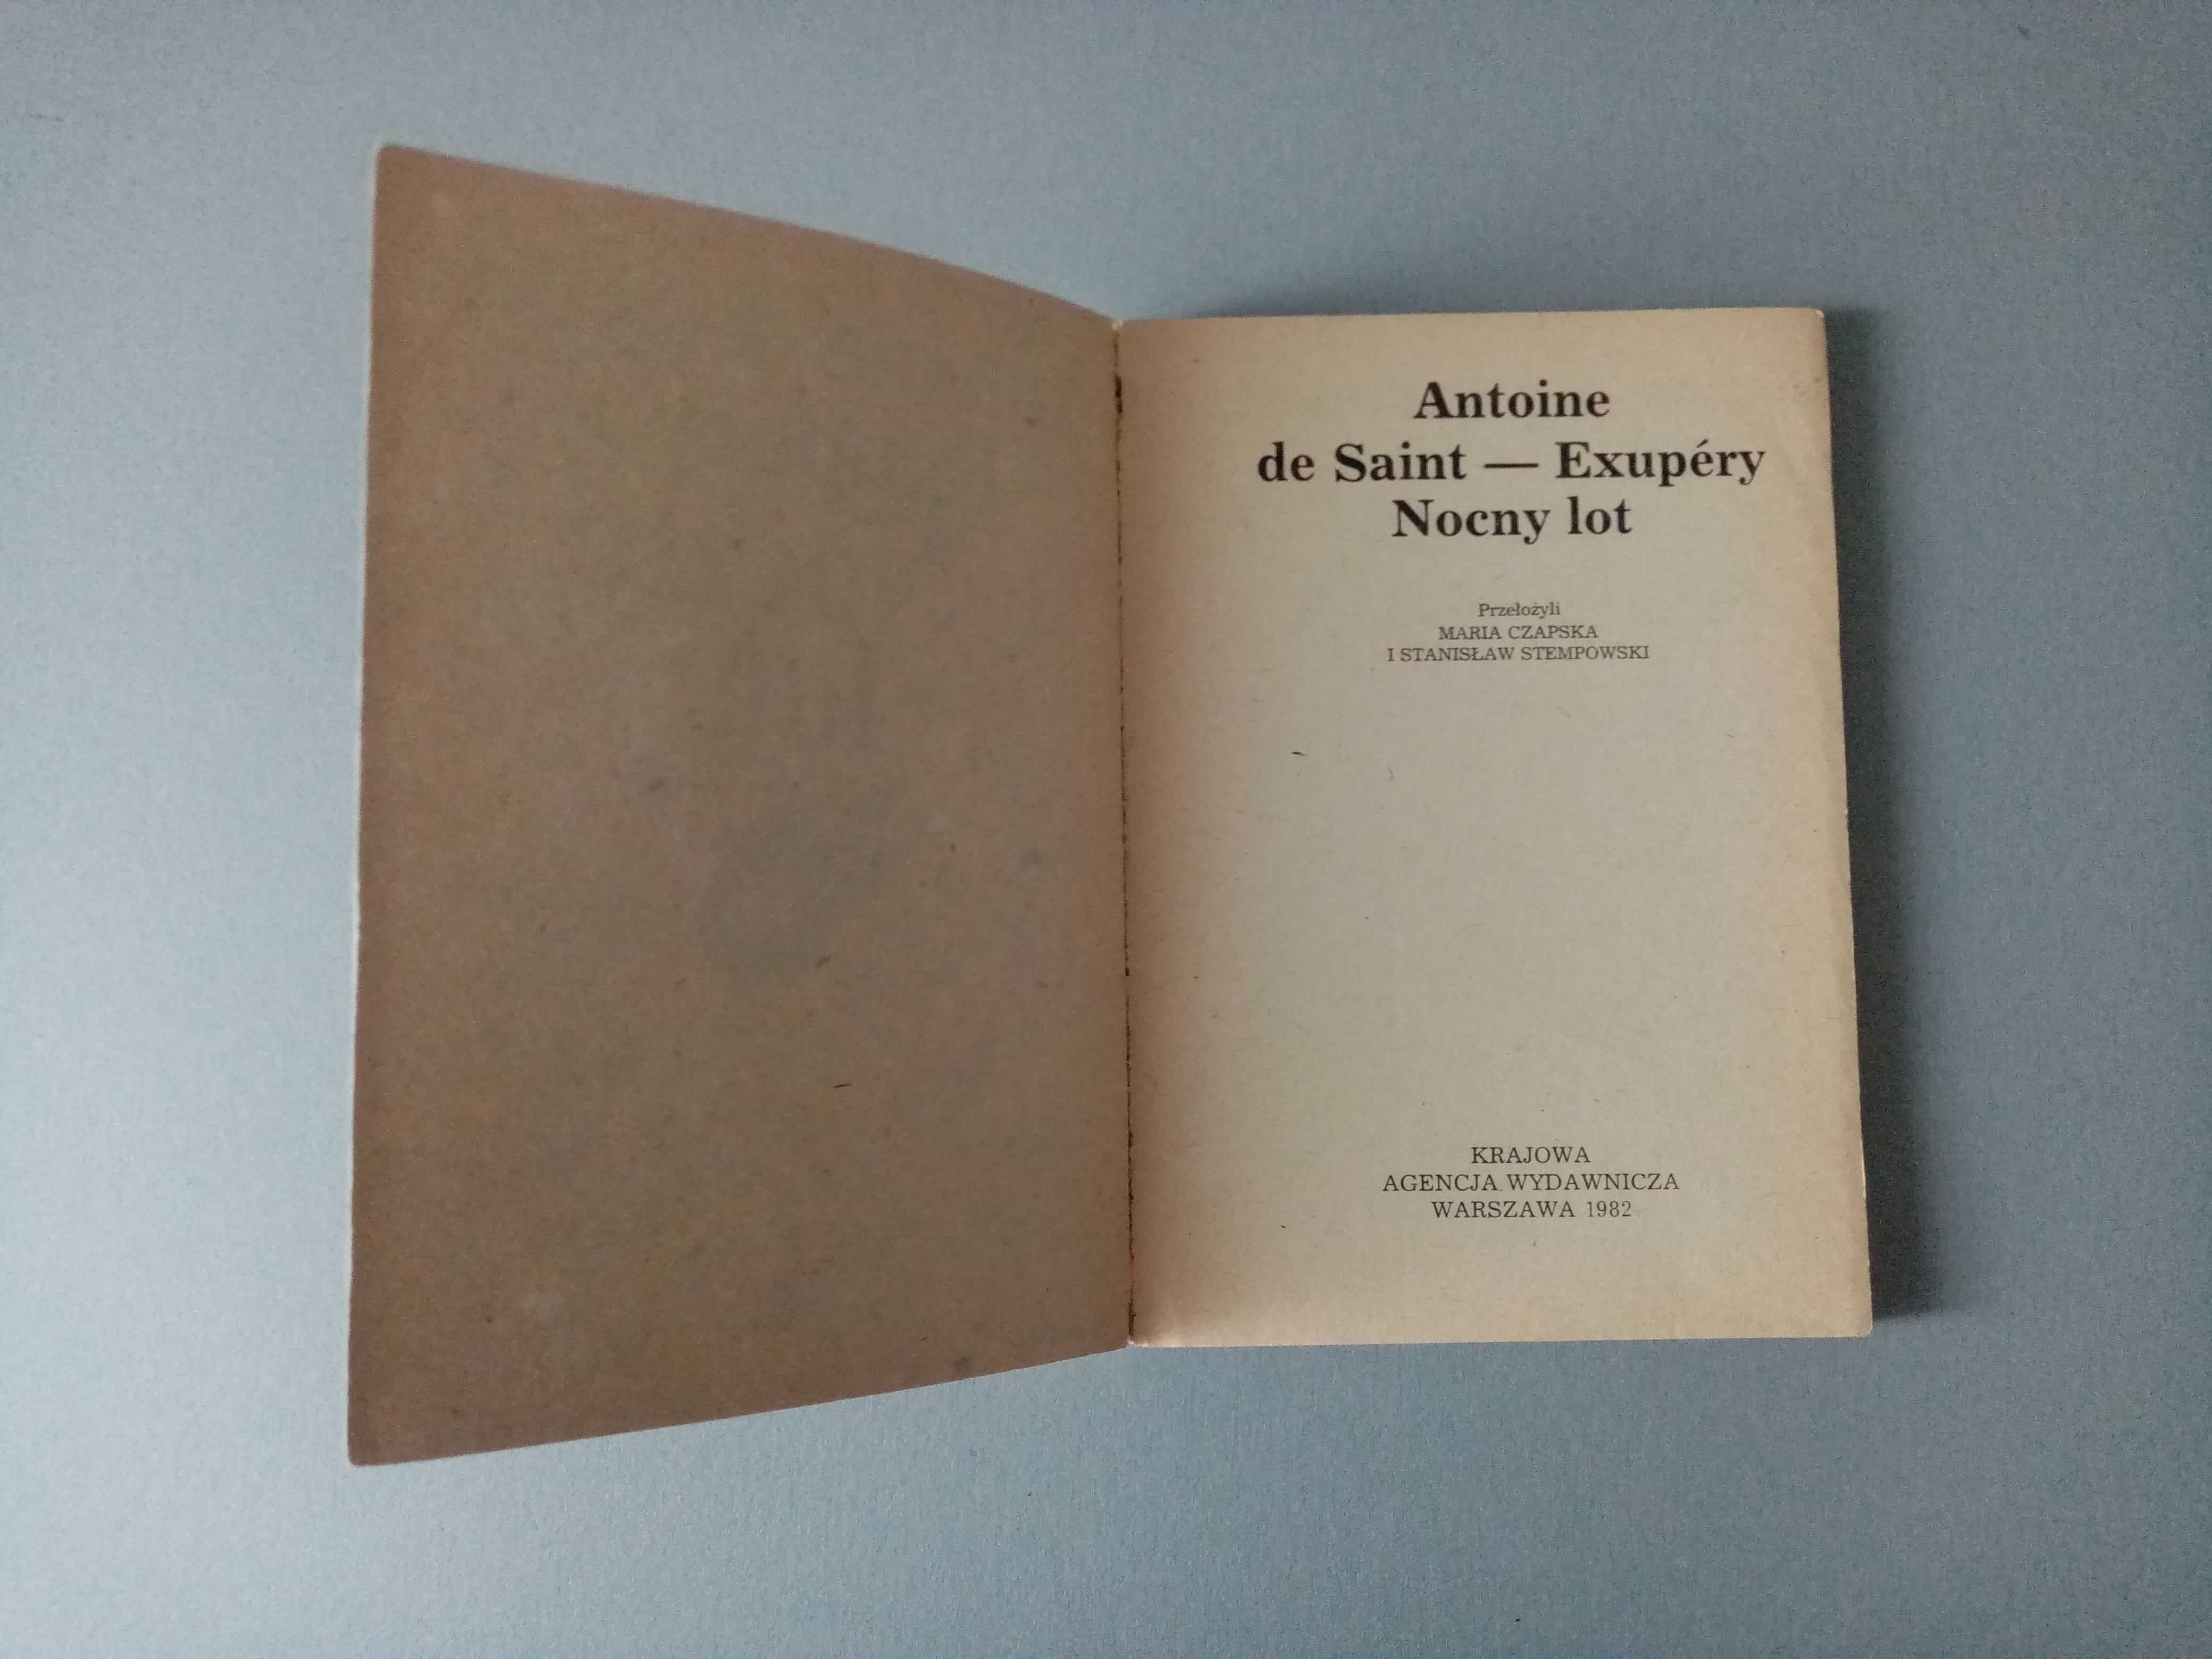 Antoine
de Saint — Exupéry
Nocny lot
Przełożyli
MARIA CZAPSKA
I STANISŁAW STEMPOWSKI
KRAJOWA
AGENCJA WYDAWNICZA
WARSZAWA 1982